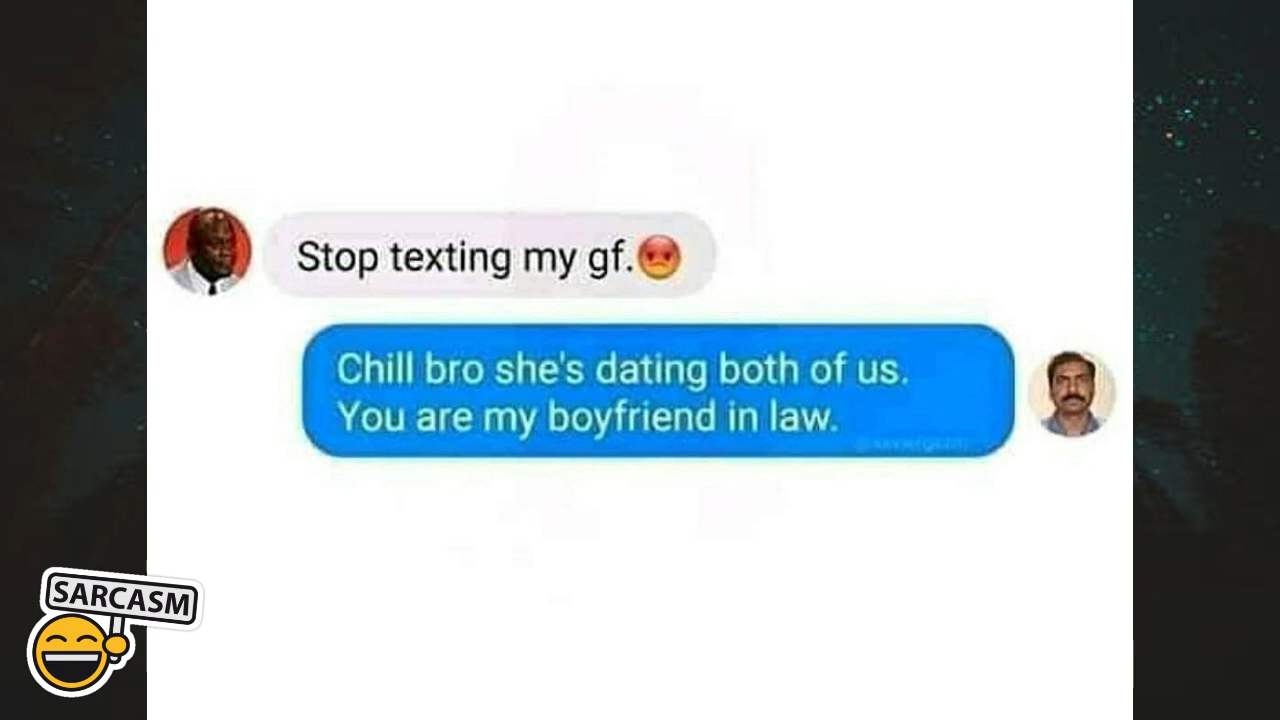 Stop texting my gf.😡
Chill bro she's dating both of us.
You are my boyfriend in law.
SARCASM